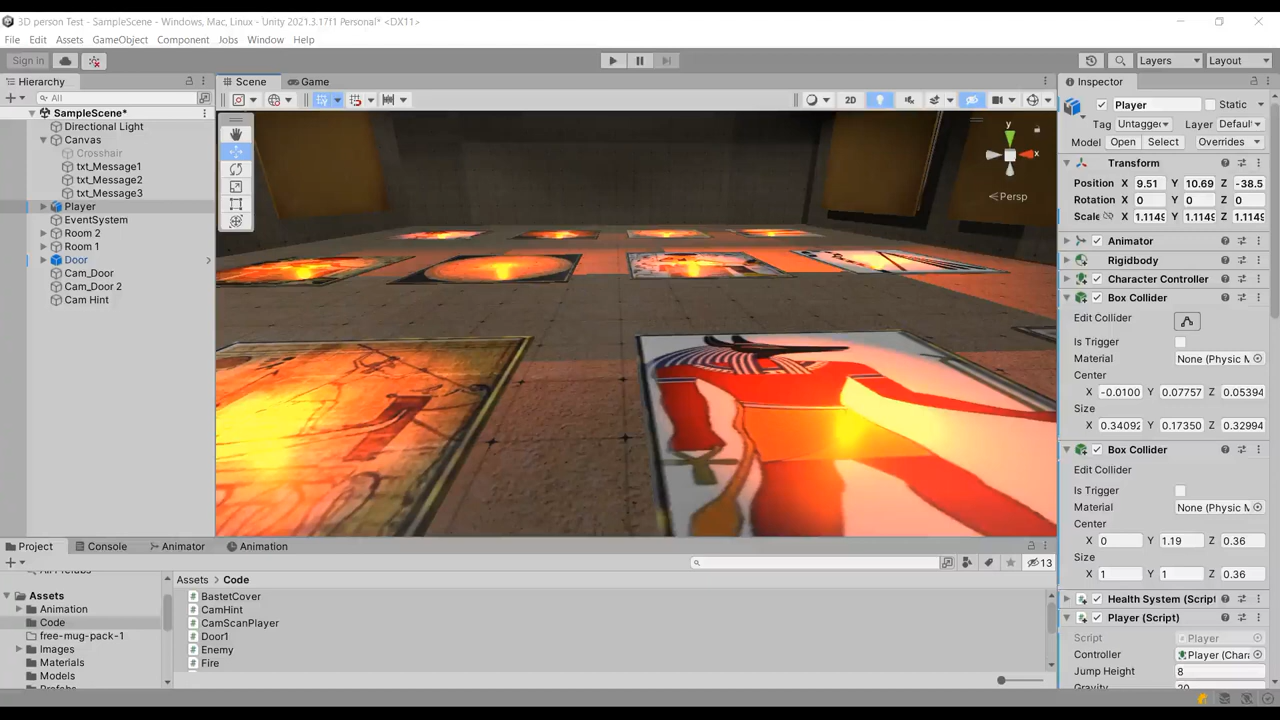 3D person Test - SampleScene - Windows, Mac, Linux - Unity 2021.3.17f1 Personal* <DX11>
File Edit Assets GameObject Component Jobs Window Help
Sign in Layers Layout
Hierarchy Scene Game Inspector
All
SampleScene* 2D Player Static
Directional Light Tag Untagge Layer Defaul
Canvas Model Open Select Overrides
Crosshair y x Transform
txt_Message1 Position X 9.51 Y 10.69 Z -38.5
txt_Message2 Persp Rotation X 0 Y 0 Z 0
txt_Message3 Scale X 1.1149 Y 1.1149 Z 1.1149
Player
EventSystem
Room 2 Animator
Room 1
Door Rigidbody
Cam_Door Character Controller
Cam_Door 2
Cam Hint Box Collider
Edit Collider
Is Trigger
Material None (Physic M
Center
X -0.0100 Y 0.07757 Z 0.05394
Size
X 0.34092 Y 0.17350 Z 0.32994
Box Collider
Edit Collider
Is Trigger
Material None (Physic M
Center
X 0 Y 1.19 Z 0.36
Project Console Animator Animation
Size
13
X 1 Y 1 Z 0.36
Assets > Code
Assets BastetCover Health System (Script
Animation CamHint Player (Script)
Code CamScanPlayer
free-mug-pack-1 Door1 Script Player
Images Enemy Controller Player (Chara
Materials Fire Jump Height 8
Models